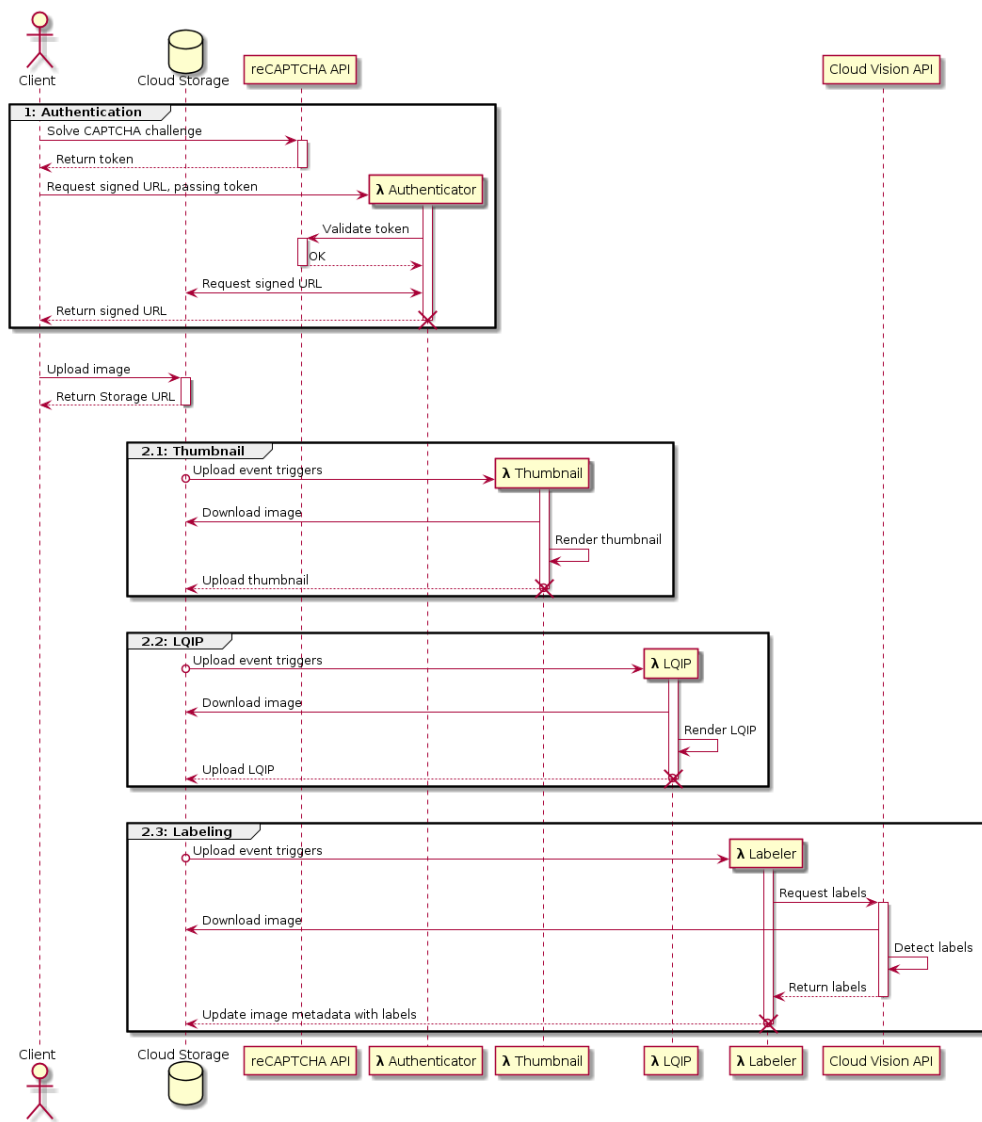 Client
Cloud Storage
reCAPTCHA API
Cloud Vision API
1: Authentication
Solve CAPTCHA challenge
Return token
Request signed URL, passing token
λ Authenticator
Validate token
OK
Request signed URL
Return signed URL
Upload image
Return Storage URL
2.1: Thumbnail
Upload event triggers
λ Thumbnail
Download image
Render thumbnail
Upload thumbnail
2.2: LQIP
Upload event triggers
λ LQIP
Download image
Render LQIP
Upload LQIP
2.3: Labeling
Upload event triggers
λ Labeler
Request labels
Download image
Detect labels
Return labels
Update image metadata with labels
Client
Cloud Storage
reCAPTCHA API
λ Authenticator
λ Thumbnail
λ LQIP
λ Labeler
Cloud Vision API